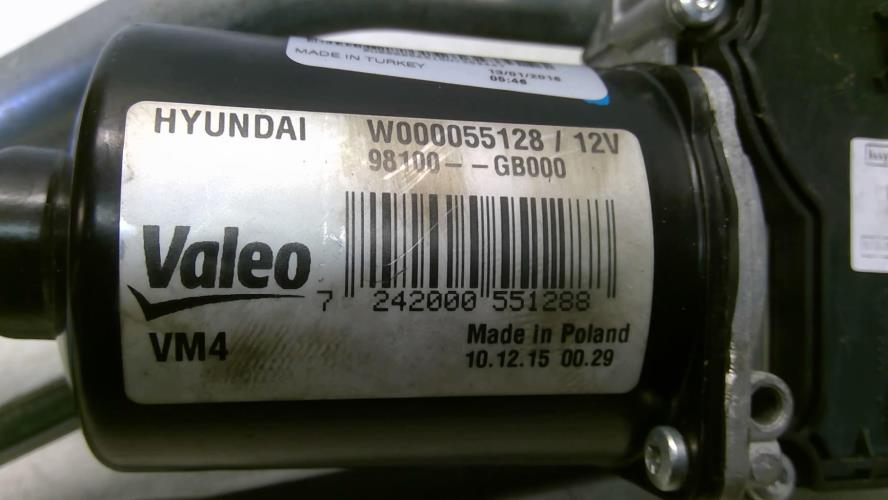 MADE IN TURKEY
13/01/2016
05:46
HYUNDAI W000055128 / 12V
98100--GB000
Valeo
7 242000 551288
VM4
Made in Poland
10.12.15 00.29